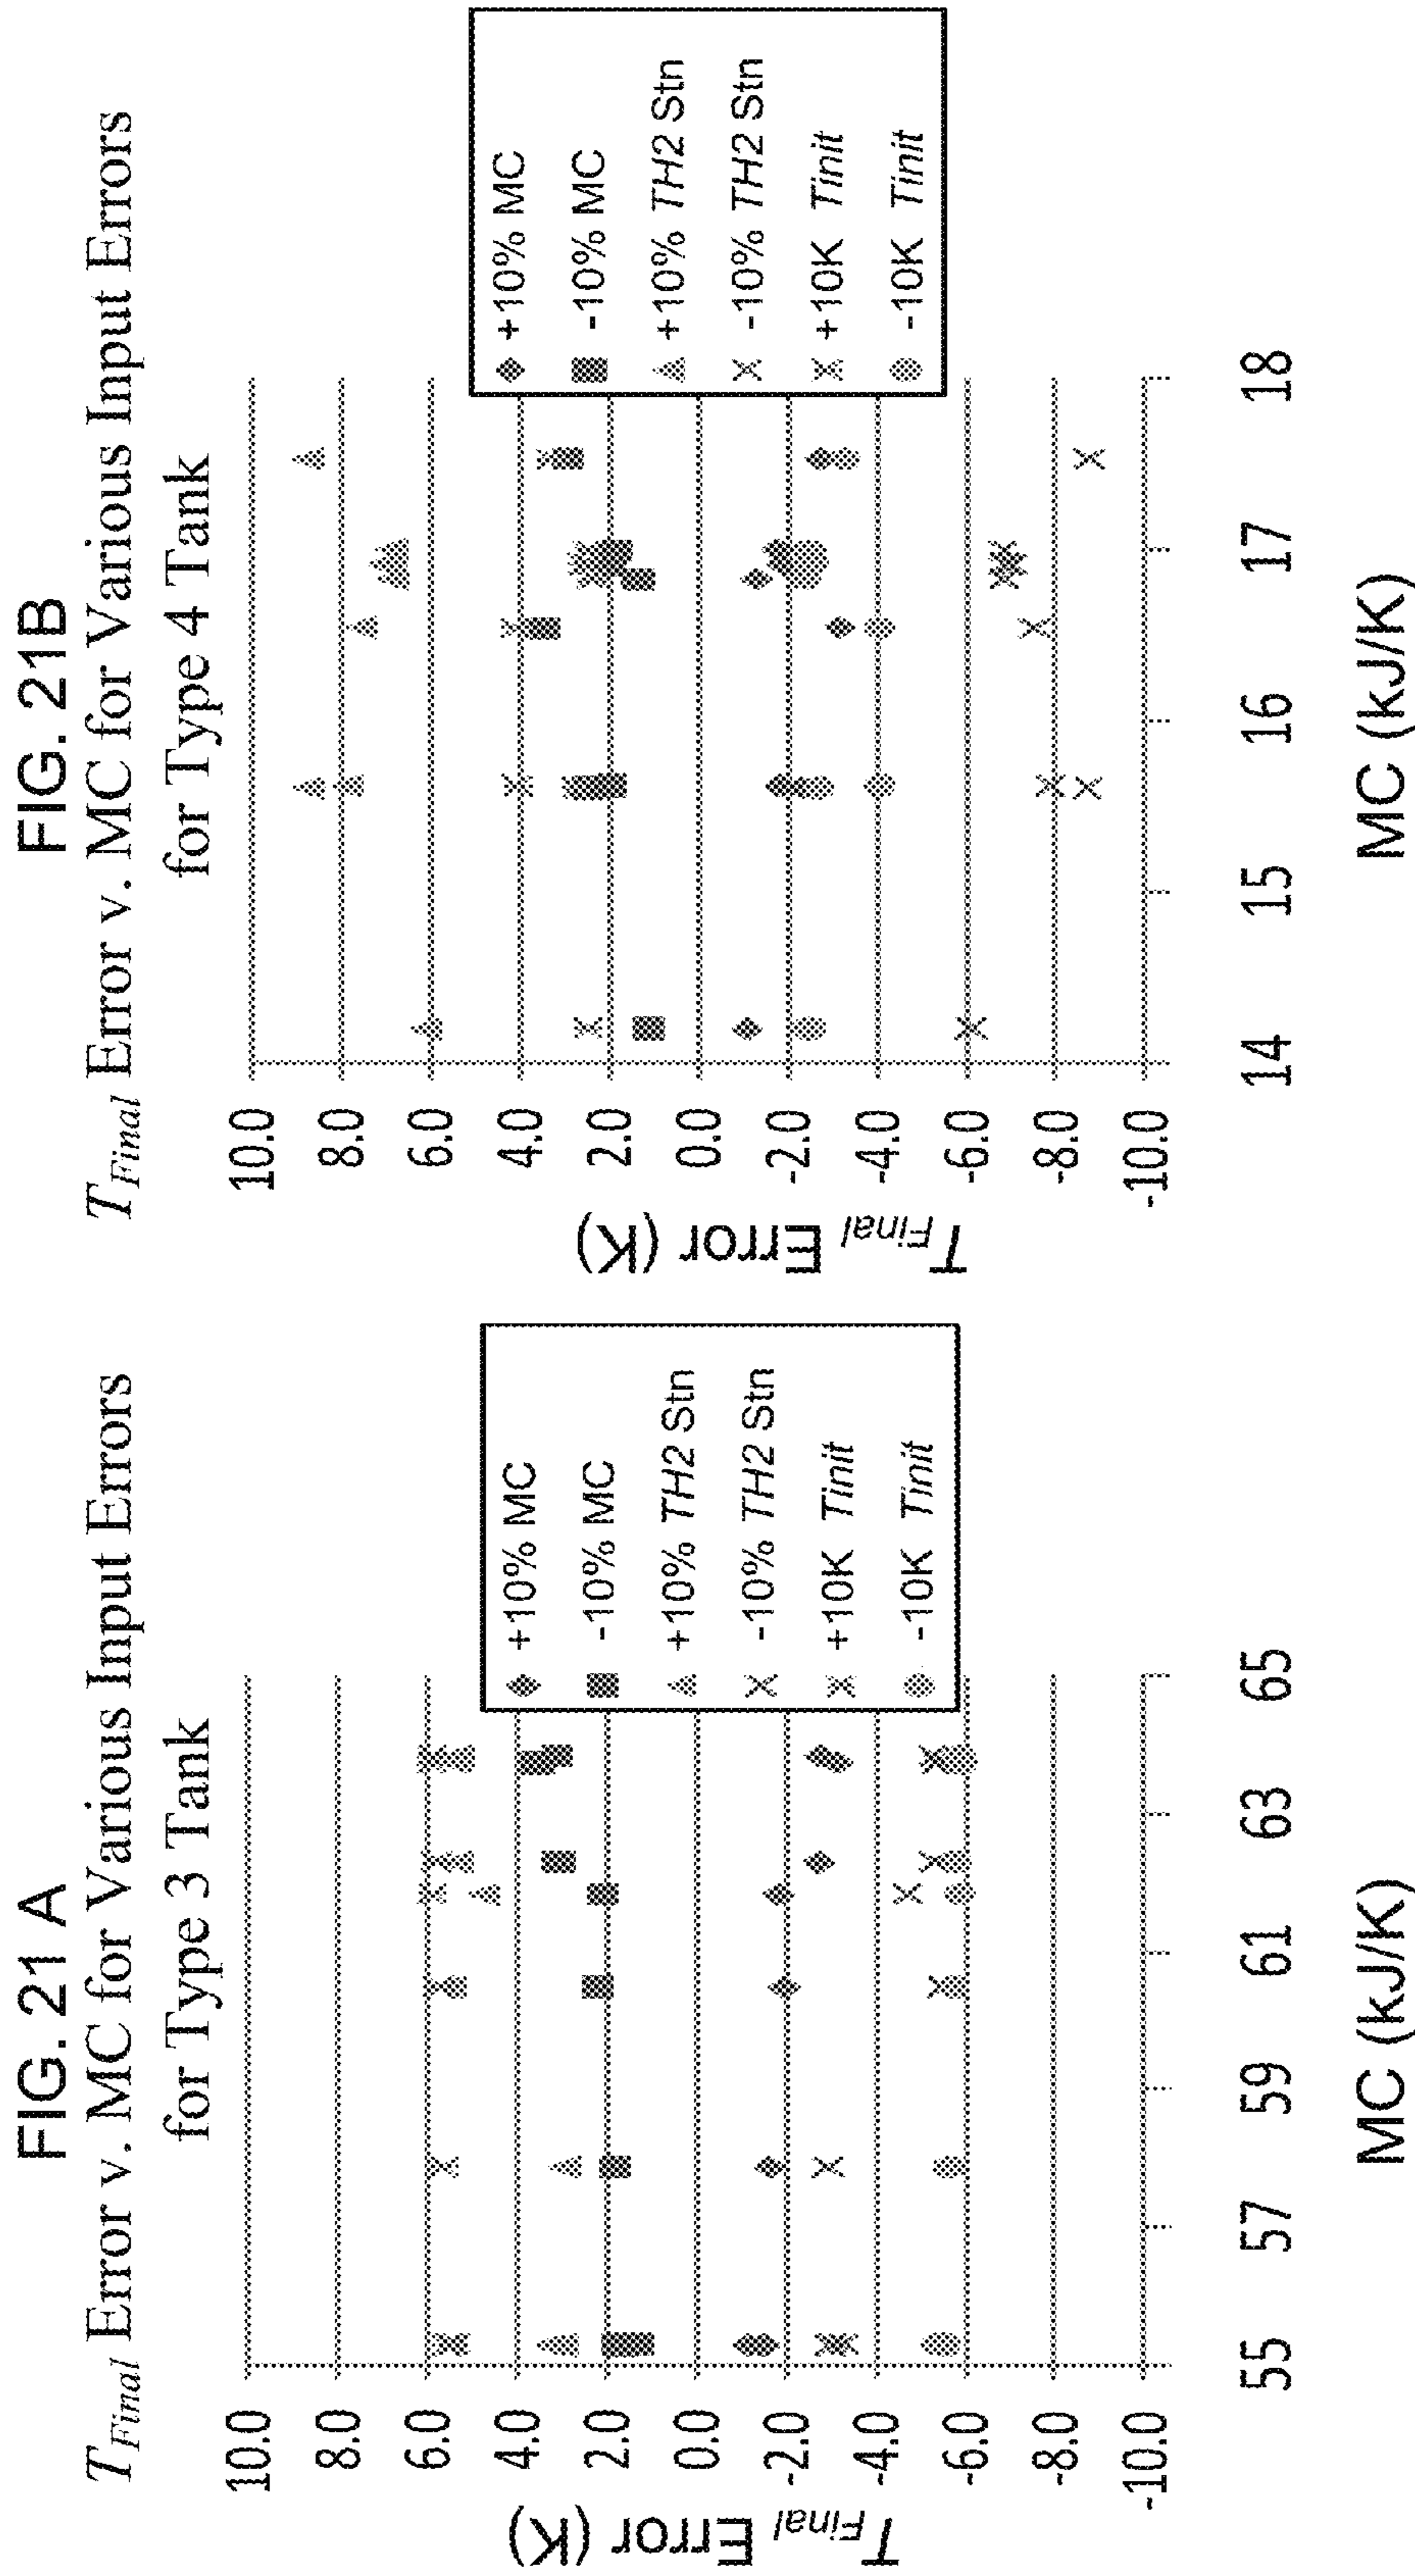 FIG. 21 A
T_Final Error v. MC for Various Input Errors
for Type 3 Tank
T_Final Error (K)
10.0
8.0
6.0
4.0
2.0
0.0
-2.0
-4.0
-6.0
-8.0
-10.0
55
57
59
61
63
65
MC (kJ/K)
+10% MC
-10% MC
+10% TH2 Stn
-10% TH2 Stn
+10K Tinit
-10K Tinit
FIG. 21B
T_Final Error v. MC for Various Input Errors
for Type 4 Tank
T_Final Error (K)
10.0
8.0
6.0
4.0
2.0
0.0
-2.0
-4.0
-6.0
-8.0
-10.0
14
15
16
17
18
MC (kJ/K)
+10% MC
-10% MC
+10% TH2 Stn
-10% TH2 Stn
+10K Tinit
-10K Tinit